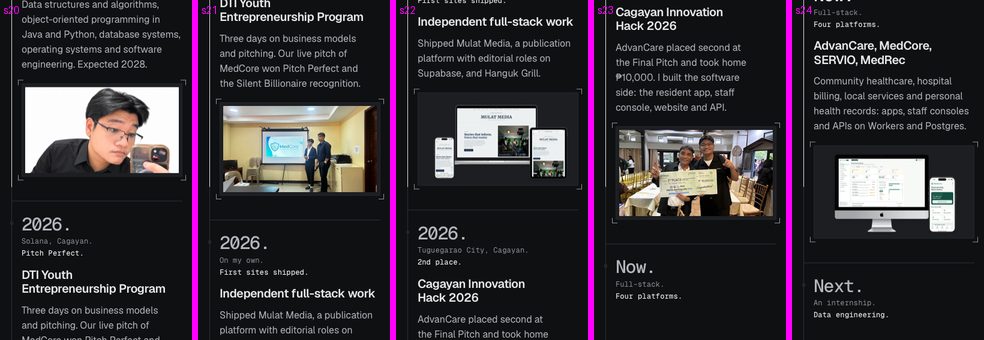 s20
Data structures and algorithms,
object-oriented programming in
Java and Python, database systems,
operating systems and software
engineering. Expected 2028.
2026.
Solana, Cagayan.
Pitch Perfect.
DTI Youth
Entrepreneurship Program
Three days on business models
and pitching. Our live pitch of
MedCore won Pitch Perfect and
s21
DTI Youth
Entrepreneurship Program
Three days on business models
and pitching. Our live pitch of
MedCore won Pitch Perfect and
the Silent Billionaire recognition.
MedCore
2026.
On my own.
First sites shipped.
Independent full-stack work
Shipped Mulat Media, a publication
platform with editorial roles on
s22
First sites shipped.
Independent full-stack work
Shipped Mulat Media, a publication
platform with editorial roles on
Supabase, and Hanguk Grill.
MULAT MEDIA
2026.
Tuguegarao City, Cagayan.
2nd place.
Cagayan Innovation
Hack 2026
AdvanCare placed second at
the Final Pitch and took home
s23
Cagayan Innovation
Hack 2026
AdvanCare placed second at
the Final Pitch and took home
₱10,000. I built the software
side: the resident app, staff
console, website and API.
Now.
Full-stack.
Four platforms.
s24
Now.
Full-stack.
Four platforms.
AdvanCare, MedCore,
SERVIO, MedRec
Community healthcare, hospital
billing, local services and personal
health records: apps, staff consoles
and APIs on Workers and Postgres.
Next.
An internship.
Data engineering.